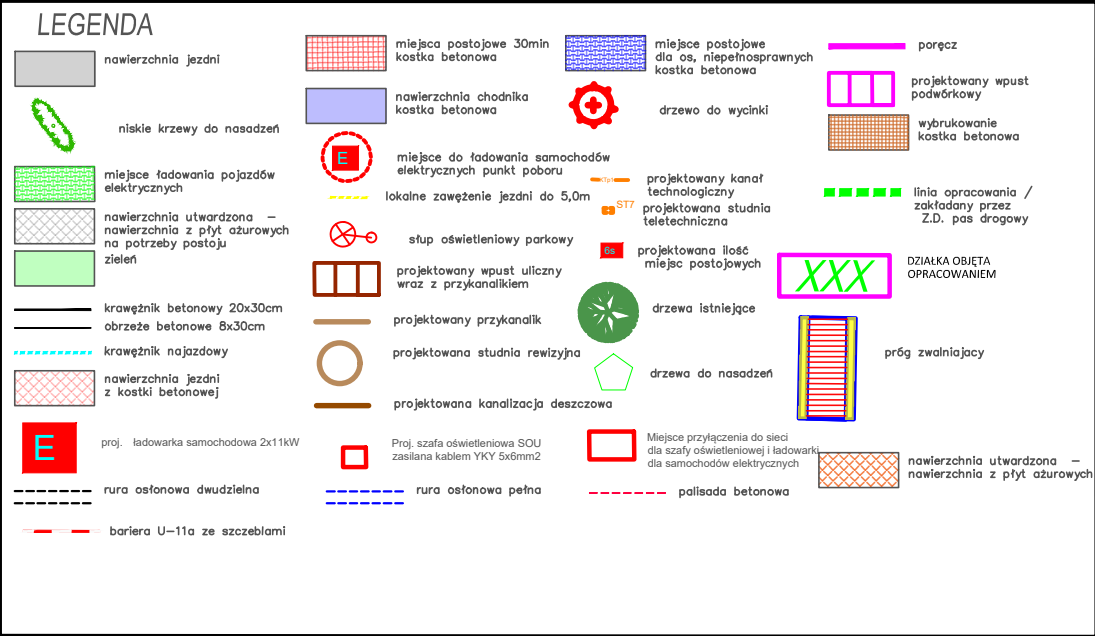 LEGENDA
nawierzchnia jezdni
niskie krzewy do nasadzeń
miejsce ładowania pojazdów
elektrycznych
nawierzchnia utwardzona –
nawierzchnia z płyt ażurowych
na potrzeby postoju
zieleń
krawężnik betonowy 20x30cm
obrzeże betonowe 8x30cm
krawężnik najazdowy
nawierzchnia jezdni
z kostki betonowej
E
proj. ładowarka samochodowa 2x11kW
rura osłonowa dwudzielna
bariera U–11a ze szczeblami
miejsca postojowe 30min
kostka betonowa
nawierzchnia chodnika
kostka betonowa
E
miejsce do ładowania samochodów
elektrycznych punkt poboru
lokalne zawężenie jezdni do 5,0m
słup oświetleniowy parkowy
projektowany wpust uliczny
wraz z przykanalikiem
projektowany przykanalik
projektowana studnia rewizyjna
projektowana kanalizacja deszczowa
Proj. szafa oświetleniowa SOU
zasilana kablem YKY 5x6mm2
rura osłonowa pełna
miejsce postojowe
dla os, niepełnosprawnych
kostka betonowa
drzewo do wycinki
projektowany kanał
technologiczny
ST7
projektowana studnia
teletechniczna
6s
projektowana ilość
miejsc postojowych
drzewa istniejące
drzewa do nasadzeń
Miejsce przyłączenia do sieci
dla szafy oświetleniowej i ładowarki
dla samochodów elektrycznych
palisada betonowa
poręcz
projektowany wpust
podwórkowy
wybrukowanie
kostka betonowa
linia opracowania /
zakładany przez
Z.D. pas drogowy
XXX
DZIAŁKA OBJĘTA
OPRACOWANIEM
próg zwalniajacy
nawierzchnia utwardzona –
nawierzchnia z płyt ażurowych